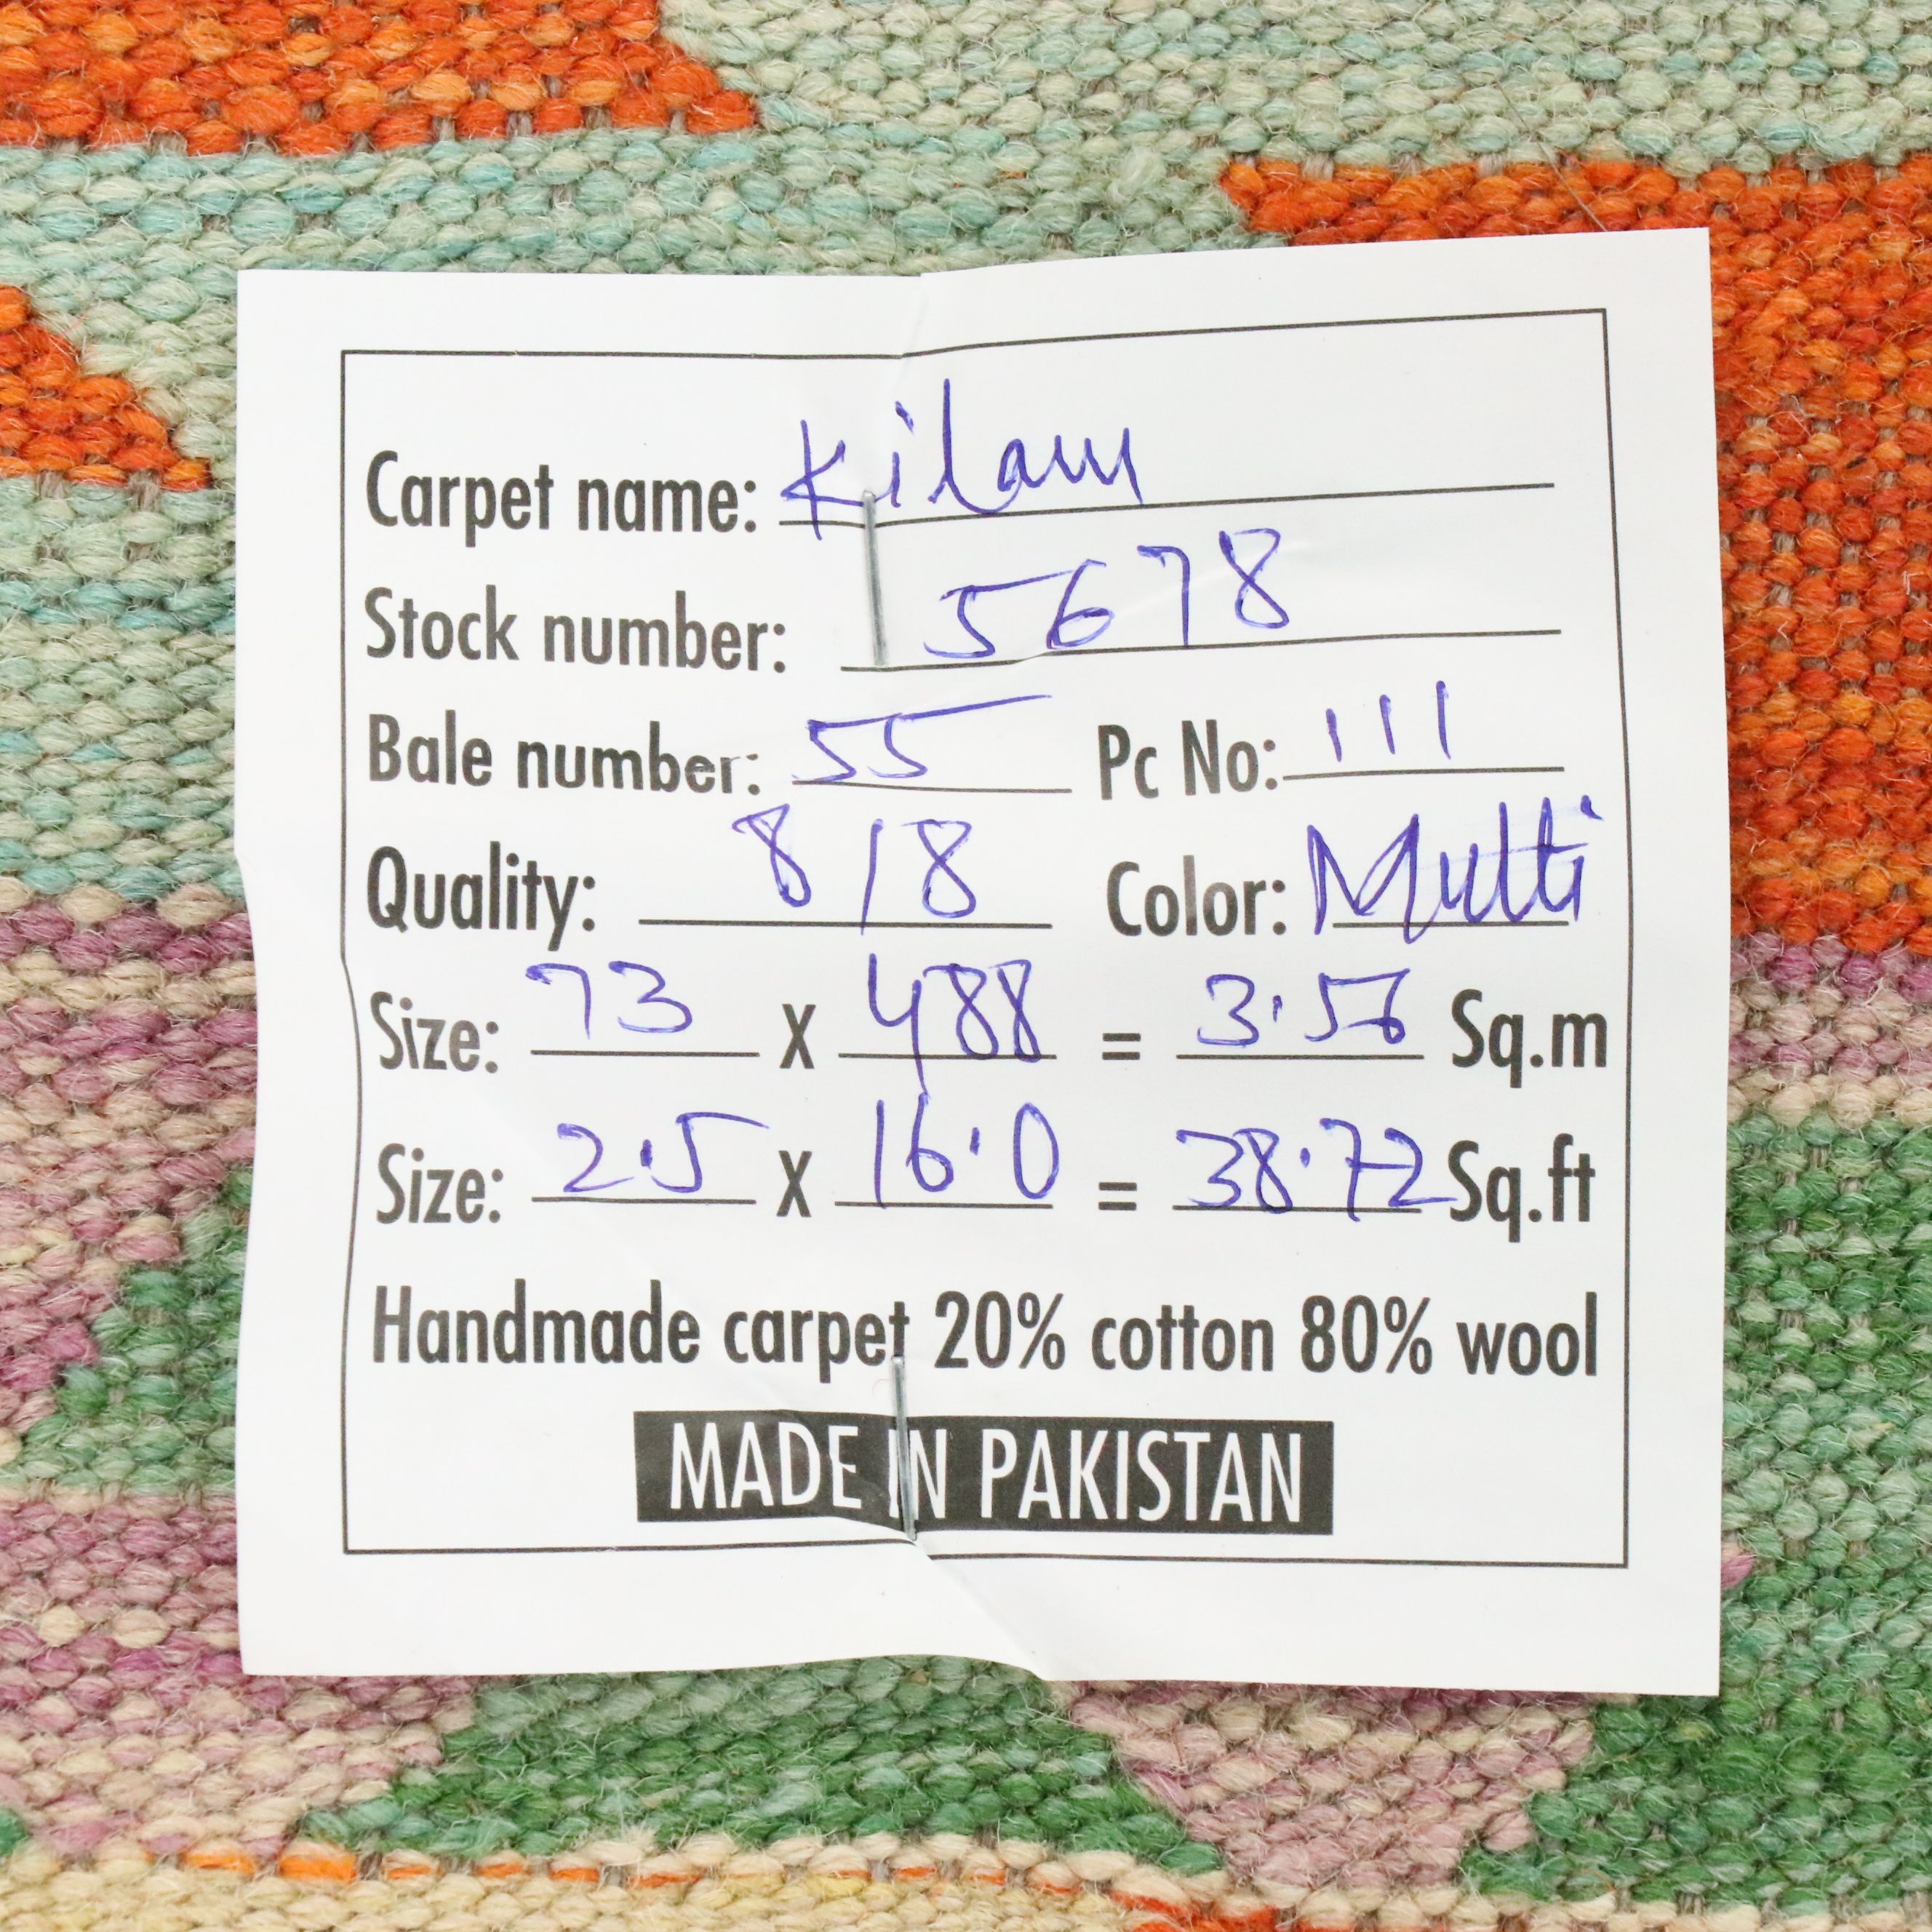 Carpet name: Kilam
Stock number: 5678
Bale number: 55 Pc No: 111
Quality: 8/8 Color: Multi
Size: 73 X 488 = 3.56 Sq.m
Size: 2.5 X 16.0 = 38.72 Sq.ft
Handmade carpet 20% cotton 80% wool
MADE IN PAKISTAN